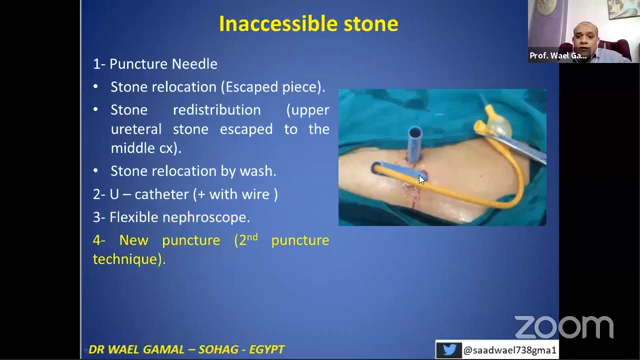 Inaccessible stone
Prof. Wael Ga...
1- Puncture Needle
• Stone relocation (Escaped piece).
• Stone redistribution (upper
ureteral stone escaped to the
middle cx).
• Stone relocation by wash.
2- U – catheter (+ with wire )
3- Flexible nephroscope.
4- New puncture (2nd puncture
technique).
zoom
DR WAEL GAMAL – SOHAG - EGYPT
@saadwael738gma1